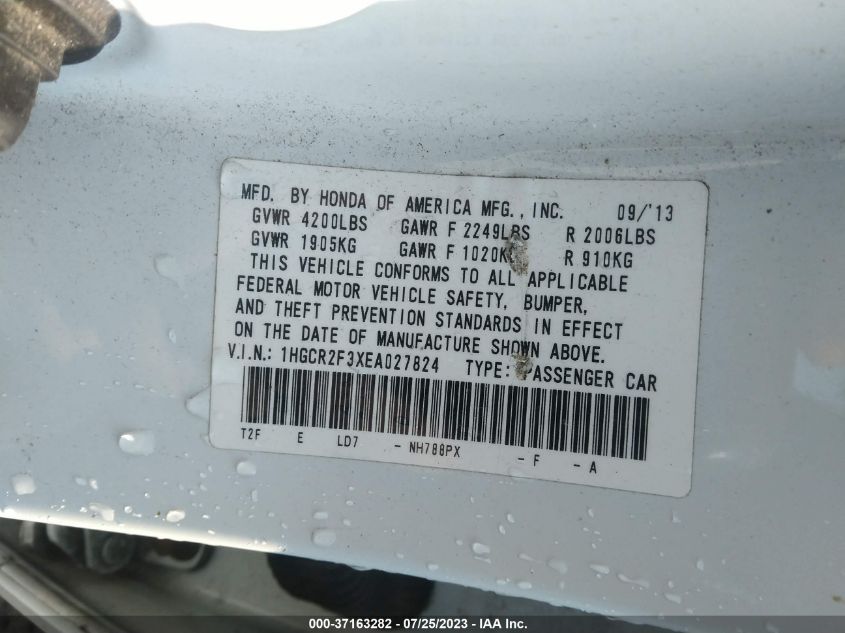 MFD. BY HONDA OF AMERICA MFG., INC. 09/'13
GVWR 4200LBS GAWR F 2249LBS R 2006LBS
GVWR 1905KG GAWR F 1020KG R 910KG
THIS VEHICLE CONFORMS TO ALL APPLICABLE
FEDERAL MOTOR VEHICLE SAFETY, BUMPER,
AND THEFT PREVENTION STANDARDS IN EFFECT
ON THE DATE OF MANUFACTURE SHOWN ABOVE.
V.I.N.: 1HGCR2F3XEA027824 TYPE: PASSENGER CAR
T2F E LD7 - NH788PX - F - A
000-37163282 - 07/25/2023 - IAA Inc.